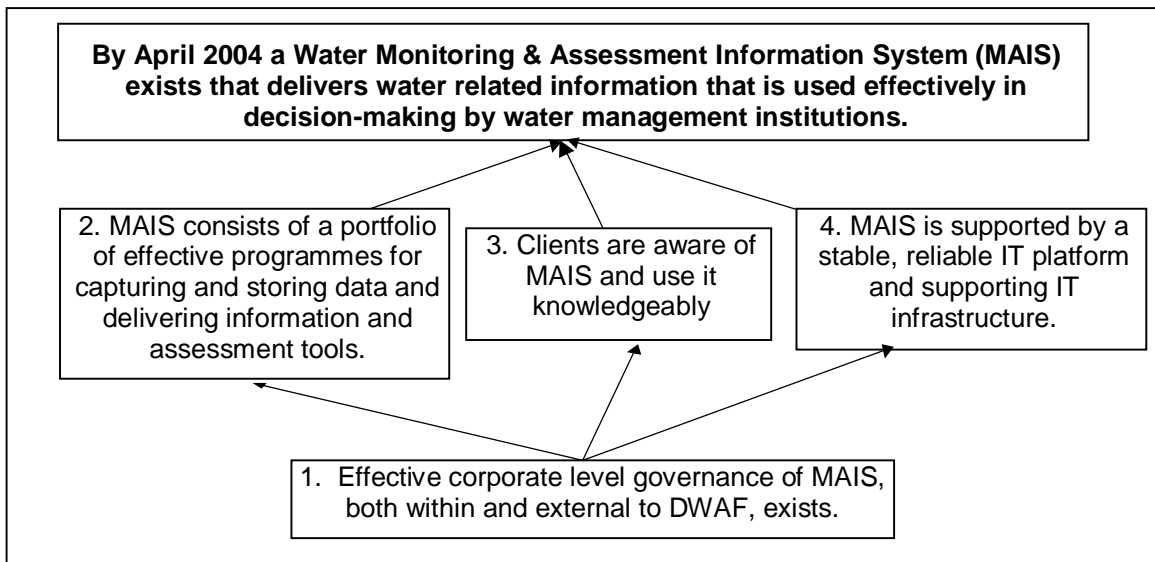 By April 2004 a Water Monitoring & Assessment Information System (MAIS)
exists that delivers water related information that is used effectively in
decision-making by water management institutions.
2. MAIS consists of a portfolio
of effective programmes for
capturing and storing data and
delivering information and
assessment tools.
3. Clients are aware of
MAIS and use it
knowledgeably
4. MAIS is supported by a
stable, reliable IT platform
and supporting IT
infrastructure.
1. Effective corporate level governance of MAIS,
both within and external to DWAF, exists.